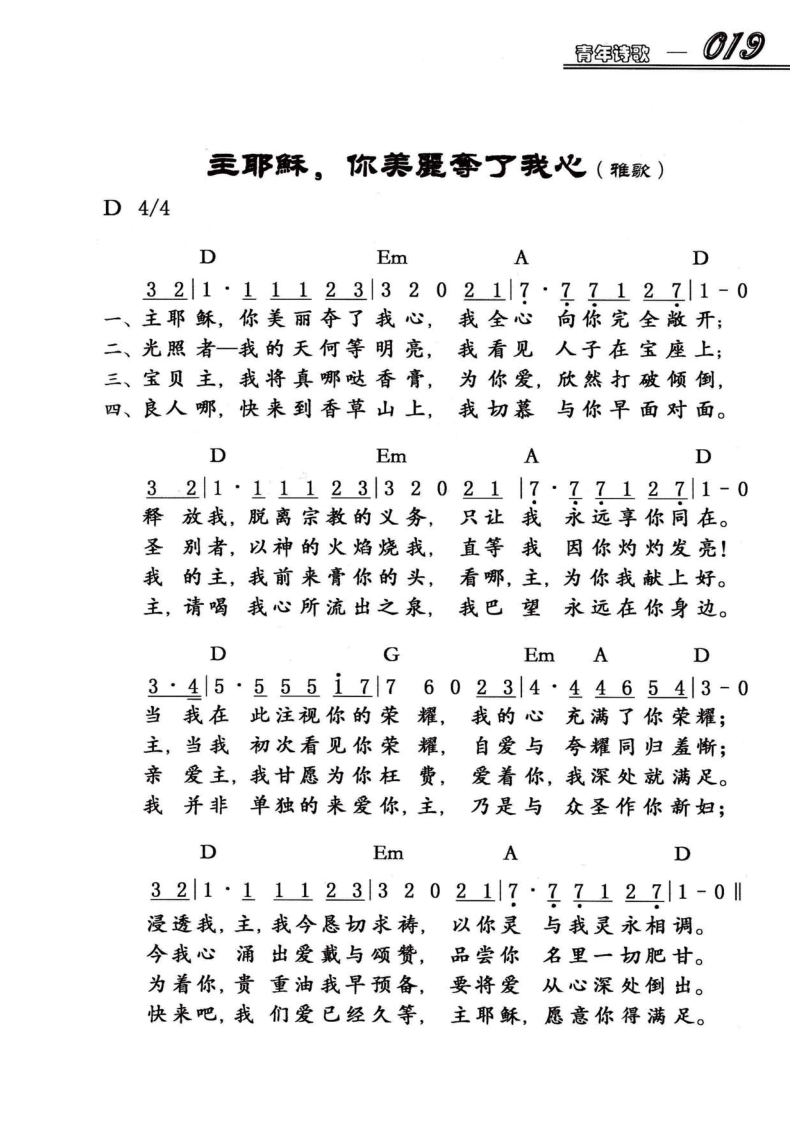 青年诗歌 — 019
主耶穌，你美麗奪了我心（雅歌）
D 4/4
D Em A D
3 2|1· 1 1 1 2 3|3 2 0 2 1|7· 7 7 1 2 7|1-0
一、主耶稣，你美丽夺了我心，我全心 向你完全敞开；
二、光照者—我的天何等明亮，我看见 人子在宝座上；
三、宝贝主，我将真哪哒香膏，为你爱，欣然打破倾倒，
四、良人哪，快来到香草山上，我切慕 与你早面对面。
D Em A D
3 2|1· 1 1 1 2 3|3 2 0 2 1|7· 7 7 1 2 7|1-0
释放我，脱离宗教的义务，只让我 永远享你同在。
圣别者，以神的火焰烧我，直等我 因你灼灼发亮！
我的主，我前来膏你的头，看哪，主，为你我献上好。
主，请喝 我心所流出之泉，我巴望 永远在你身边。
D G Em A D
3·4|5· 5 5 5 i 7|7 6 0 2 3|4· 4 4 6 5 4|3-0
当我在 此注视你的荣耀，我的心 充满了你荣耀；
主，当我 初次看见你荣耀，自爱与 夸耀同归羞惭；
亲爱主，我甘愿为你枉费，爱着你，我深处就满足。
我并非 单独的来爱你，主，乃是与 众圣作你新妇；
D Em A D
3 2|1· 1 1 1 2 3|3 2 0 2 1|7· 7 7 1 2 7|1-0‖
浸透我，主，我今恳切求祷，以你灵 与我灵永相调。
今我心 涌出爱戴与颂赞，品尝你 名里一切肥甘。
为着你，贵重油我早预备，要将爱 从心深处倒出。
快来吧，我们爱已经久等，主耶稣，愿意你得满足。